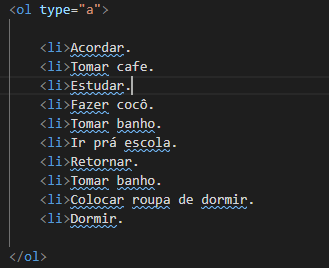 <ol type="a">
<li>Acordar.
<li>Tomar cafe.
<li>Estudar.
<li>Fazer cocô.
<li>Tomar banho.
<li>Ir prá escola.
<li>Retornar.
<li>Tomar banho.
<li>Colocar roupa de dormir.
<li>Dormir.
</ol>